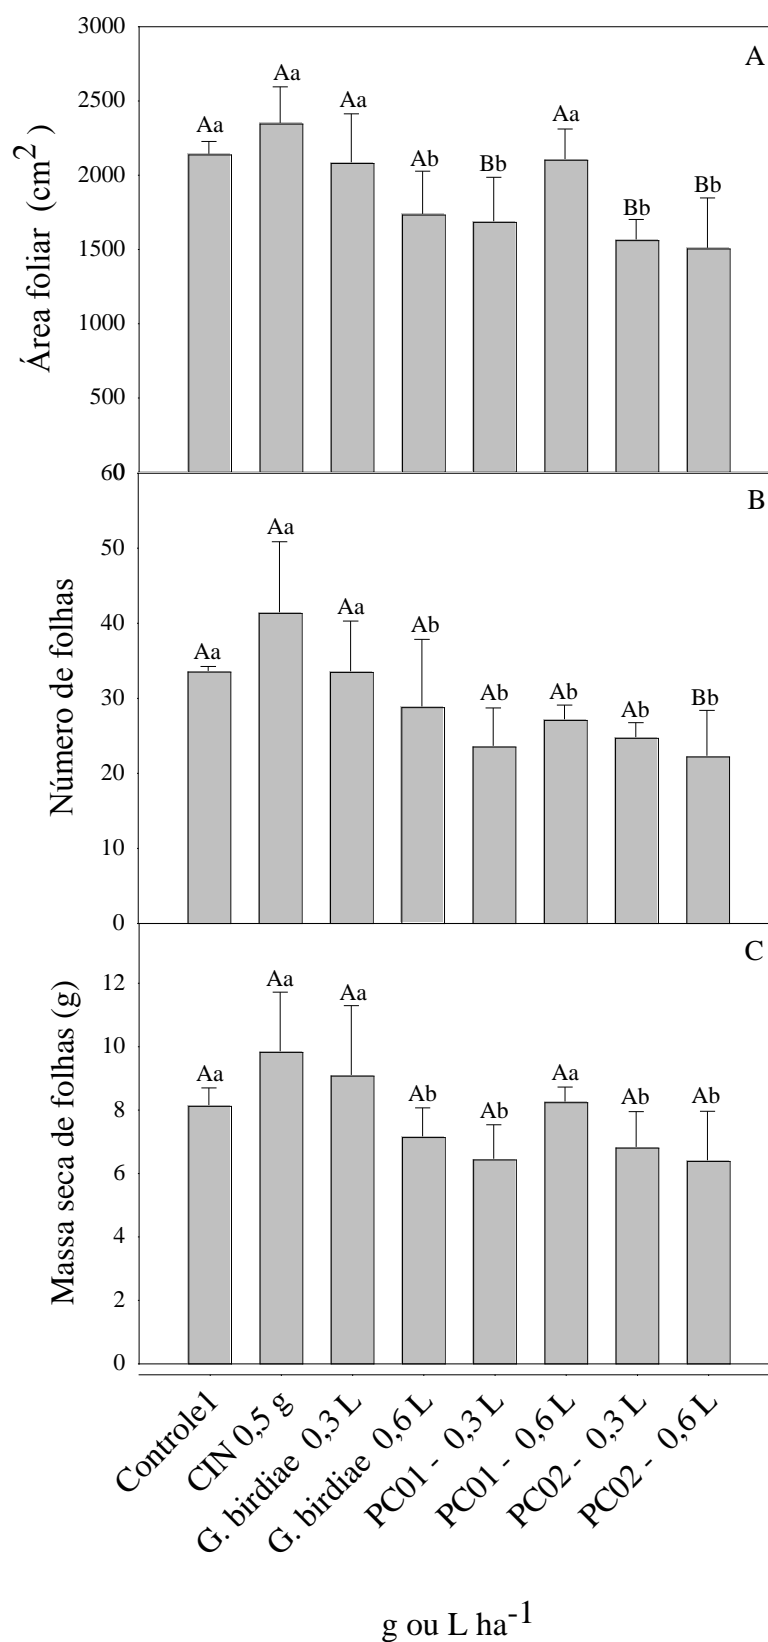 A
Área foliar (cm2)
3000
2500
2000
1500
1000
500
0
Aa
Aa
Aa
Ab
Bb
Aa
Bb
Bb
B
Número de folhas
60
50
40
30
20
10
0
Aa
Aa
Aa
Ab
Ab
Ab
Ab
Bb
C
Massa seca de folhas (g)
12
10
8
6
4
2
0
Aa
Aa
Aa
Ab
Ab
Aa
Ab
Ab
Controle1
CIN 0,5 g
G. birdiae 0,3 L
G. birdiae 0,6 L
PC01 - 0,3 L
PC01 - 0,6 L
PC02 - 0,3 L
PC02 - 0,6 L
g ou L ha-1